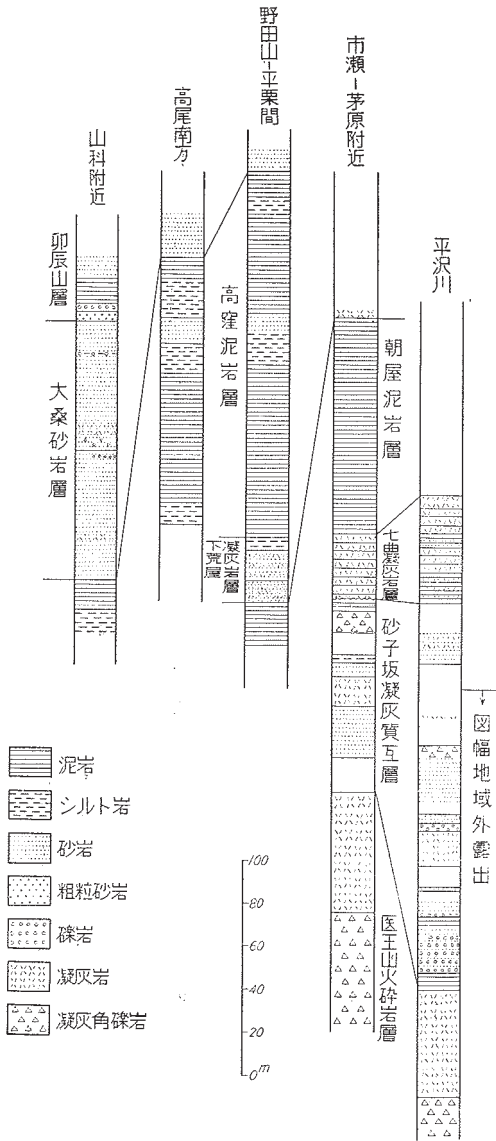 山科附近
高尾南方
野田山-平栗間
市瀬-茅原附近
平沢川
卯辰山層
大桑砂岩層
高窪泥岩層
下荒屋
凝灰岩層
朝屋泥岩層
七曲凝灰岩層
砂子坂凝灰質互層
医王山火砕岩層
図幅地域外露出
泥岩
シルト岩
砂岩
粗粒砂岩
礫岩
凝灰岩
凝灰角礫岩
100
80
60
40
20
0m